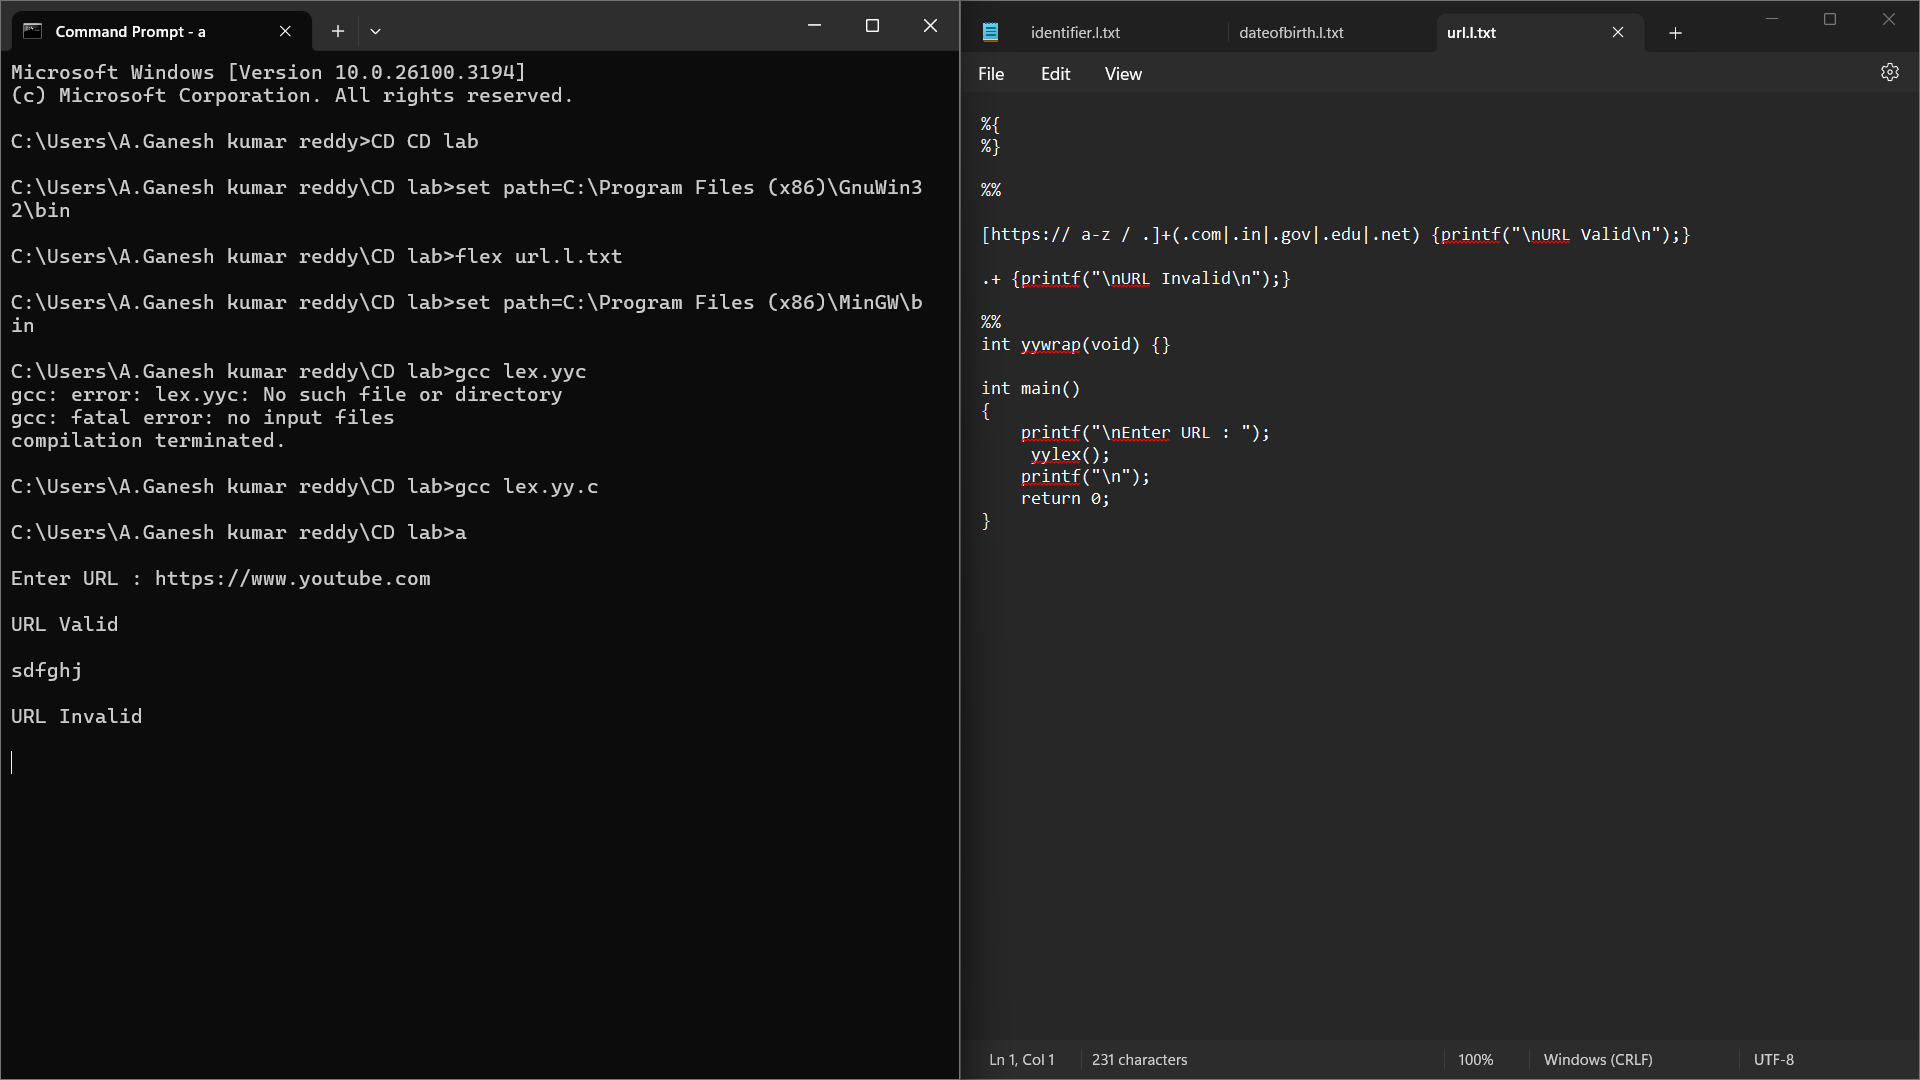 Command Prompt - a
Microsoft Windows [Version 10.0.26100.3194]
(c) Microsoft Corporation. All rights reserved.
C:\Users\A.Ganesh kumar reddy>CD CD lab
C:\Users\A.Ganesh kumar reddy\CD lab>set path=C:\Program Files (x86)\GnuWin3
2\bin
C:\Users\A.Ganesh kumar reddy\CD lab>flex url.l.txt
C:\Users\A.Ganesh kumar reddy\CD lab>set path=C:\Program Files (x86)\MinGW\b
in
C:\Users\A.Ganesh kumar reddy\CD lab>gcc lex.yyc
gcc: error: lex.yyc: No such file or directory
gcc: fatal error: no input files
compilation terminated.
C:\Users\A.Ganesh kumar reddy\CD lab>gcc lex.yy.c
C:\Users\A.Ganesh kumar reddy\CD lab>a
Enter URL : https://www.youtube.com
URL Valid
sdfghj
URL Invalid
identifier.l.txt
dateofbirth.l.txt
url.l.txt
File Edit View
%{
%}
%%
[https:// a-z / .]+(.com|.in|.gov|.edu|.net) {printf("\nURL Valid\n");}
.+ {printf("\nURL Invalid\n");}
%%
int yywrap(void) {}
int main()
{
    printf("\nEnter URL : ");
     yylex();
    printf("\n");
    return 0;
}
Ln 1, Col 1
231 characters
100%
Windows (CRLF)
UTF-8